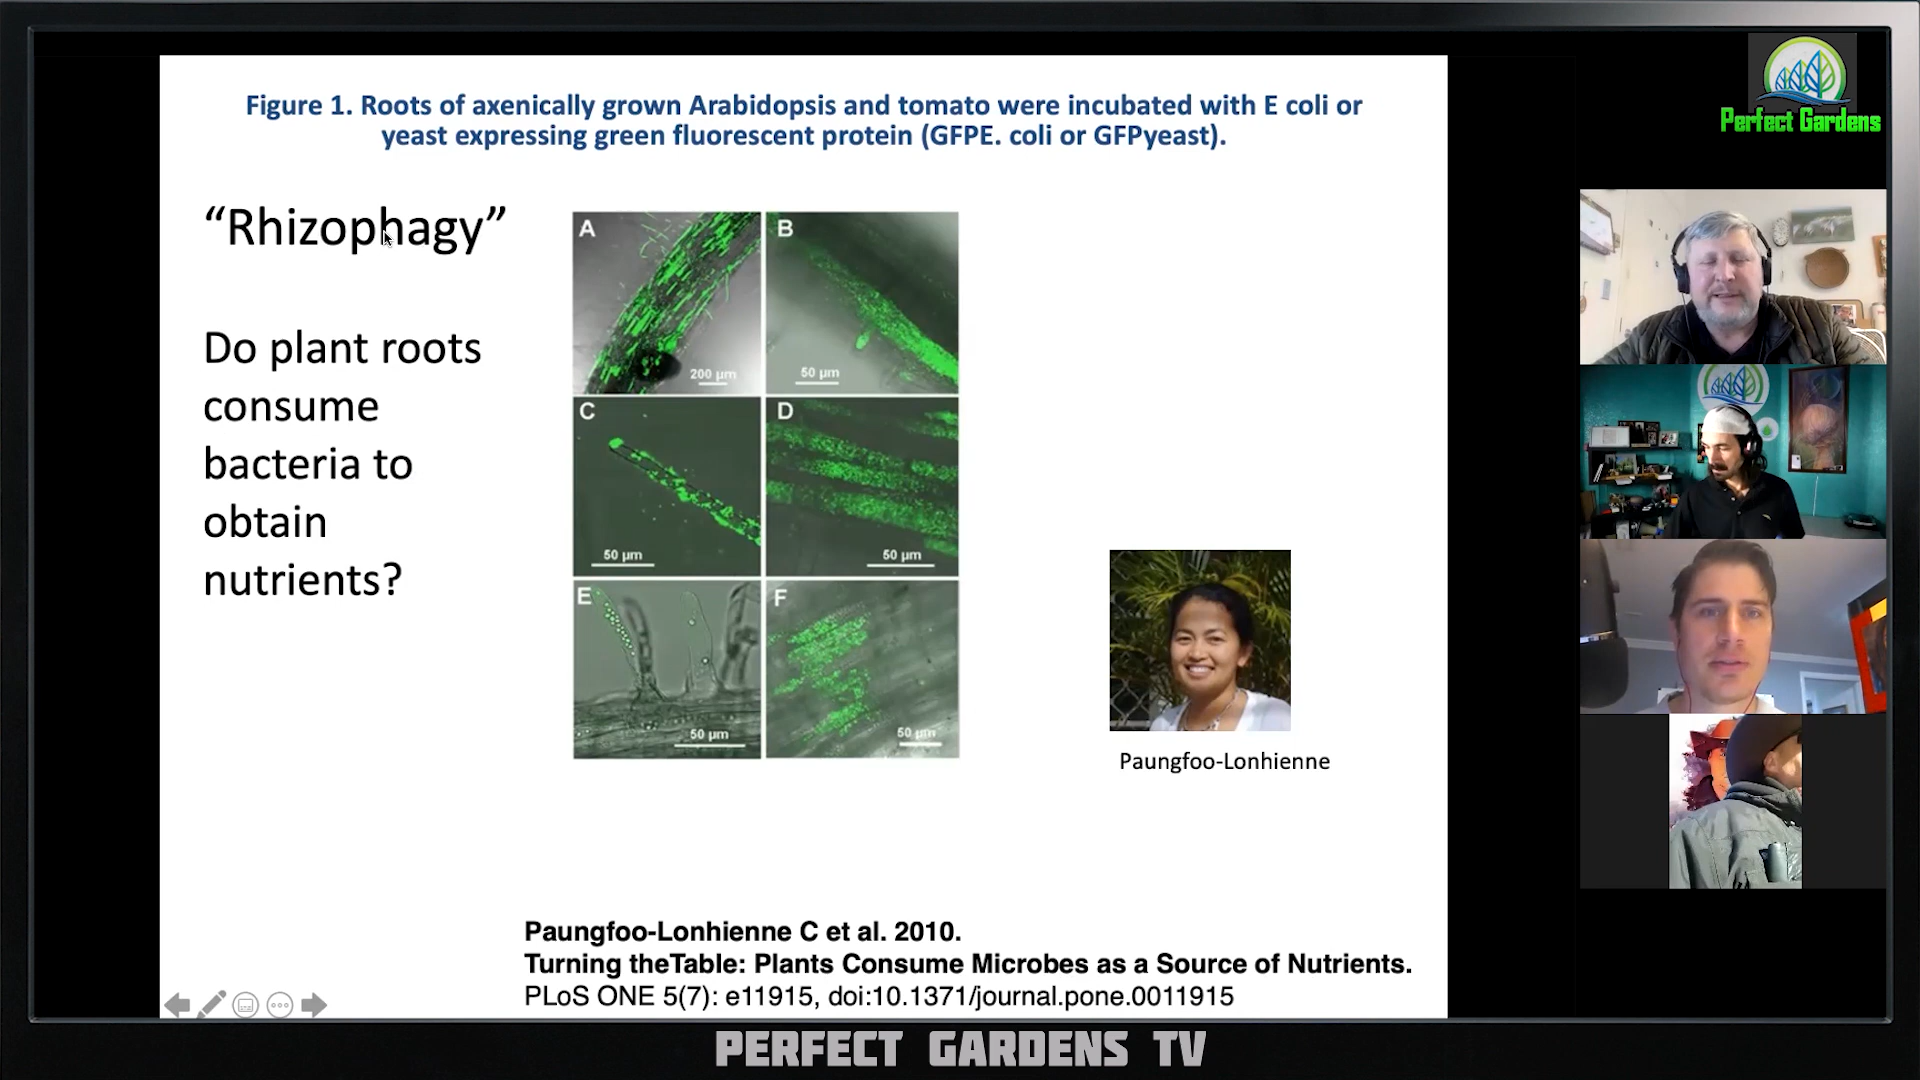 Perfect Gardens
Figure 1. Roots of axenically grown Arabidopsis and tomato were incubated with E coli or
yeast expressing green fluorescent protein (GFPE. coli or GFPyeast).
“Rhizophagy”
Do plant roots
consume
bacteria to
obtain
nutrients?
A
200 µm
B
50 µm
C
50 µm
D
50 µm
E
50 µm
F
50 µm
Paungfoo-Lonhienne
Paungfoo-Lonhienne C et al. 2010.
Turning theTable: Plants Consume Microbes as a Source of Nutrients.
PLoS ONE 5(7): e11915, doi:10.1371/journal.pone.0011915
PERFECT GARDENS TV